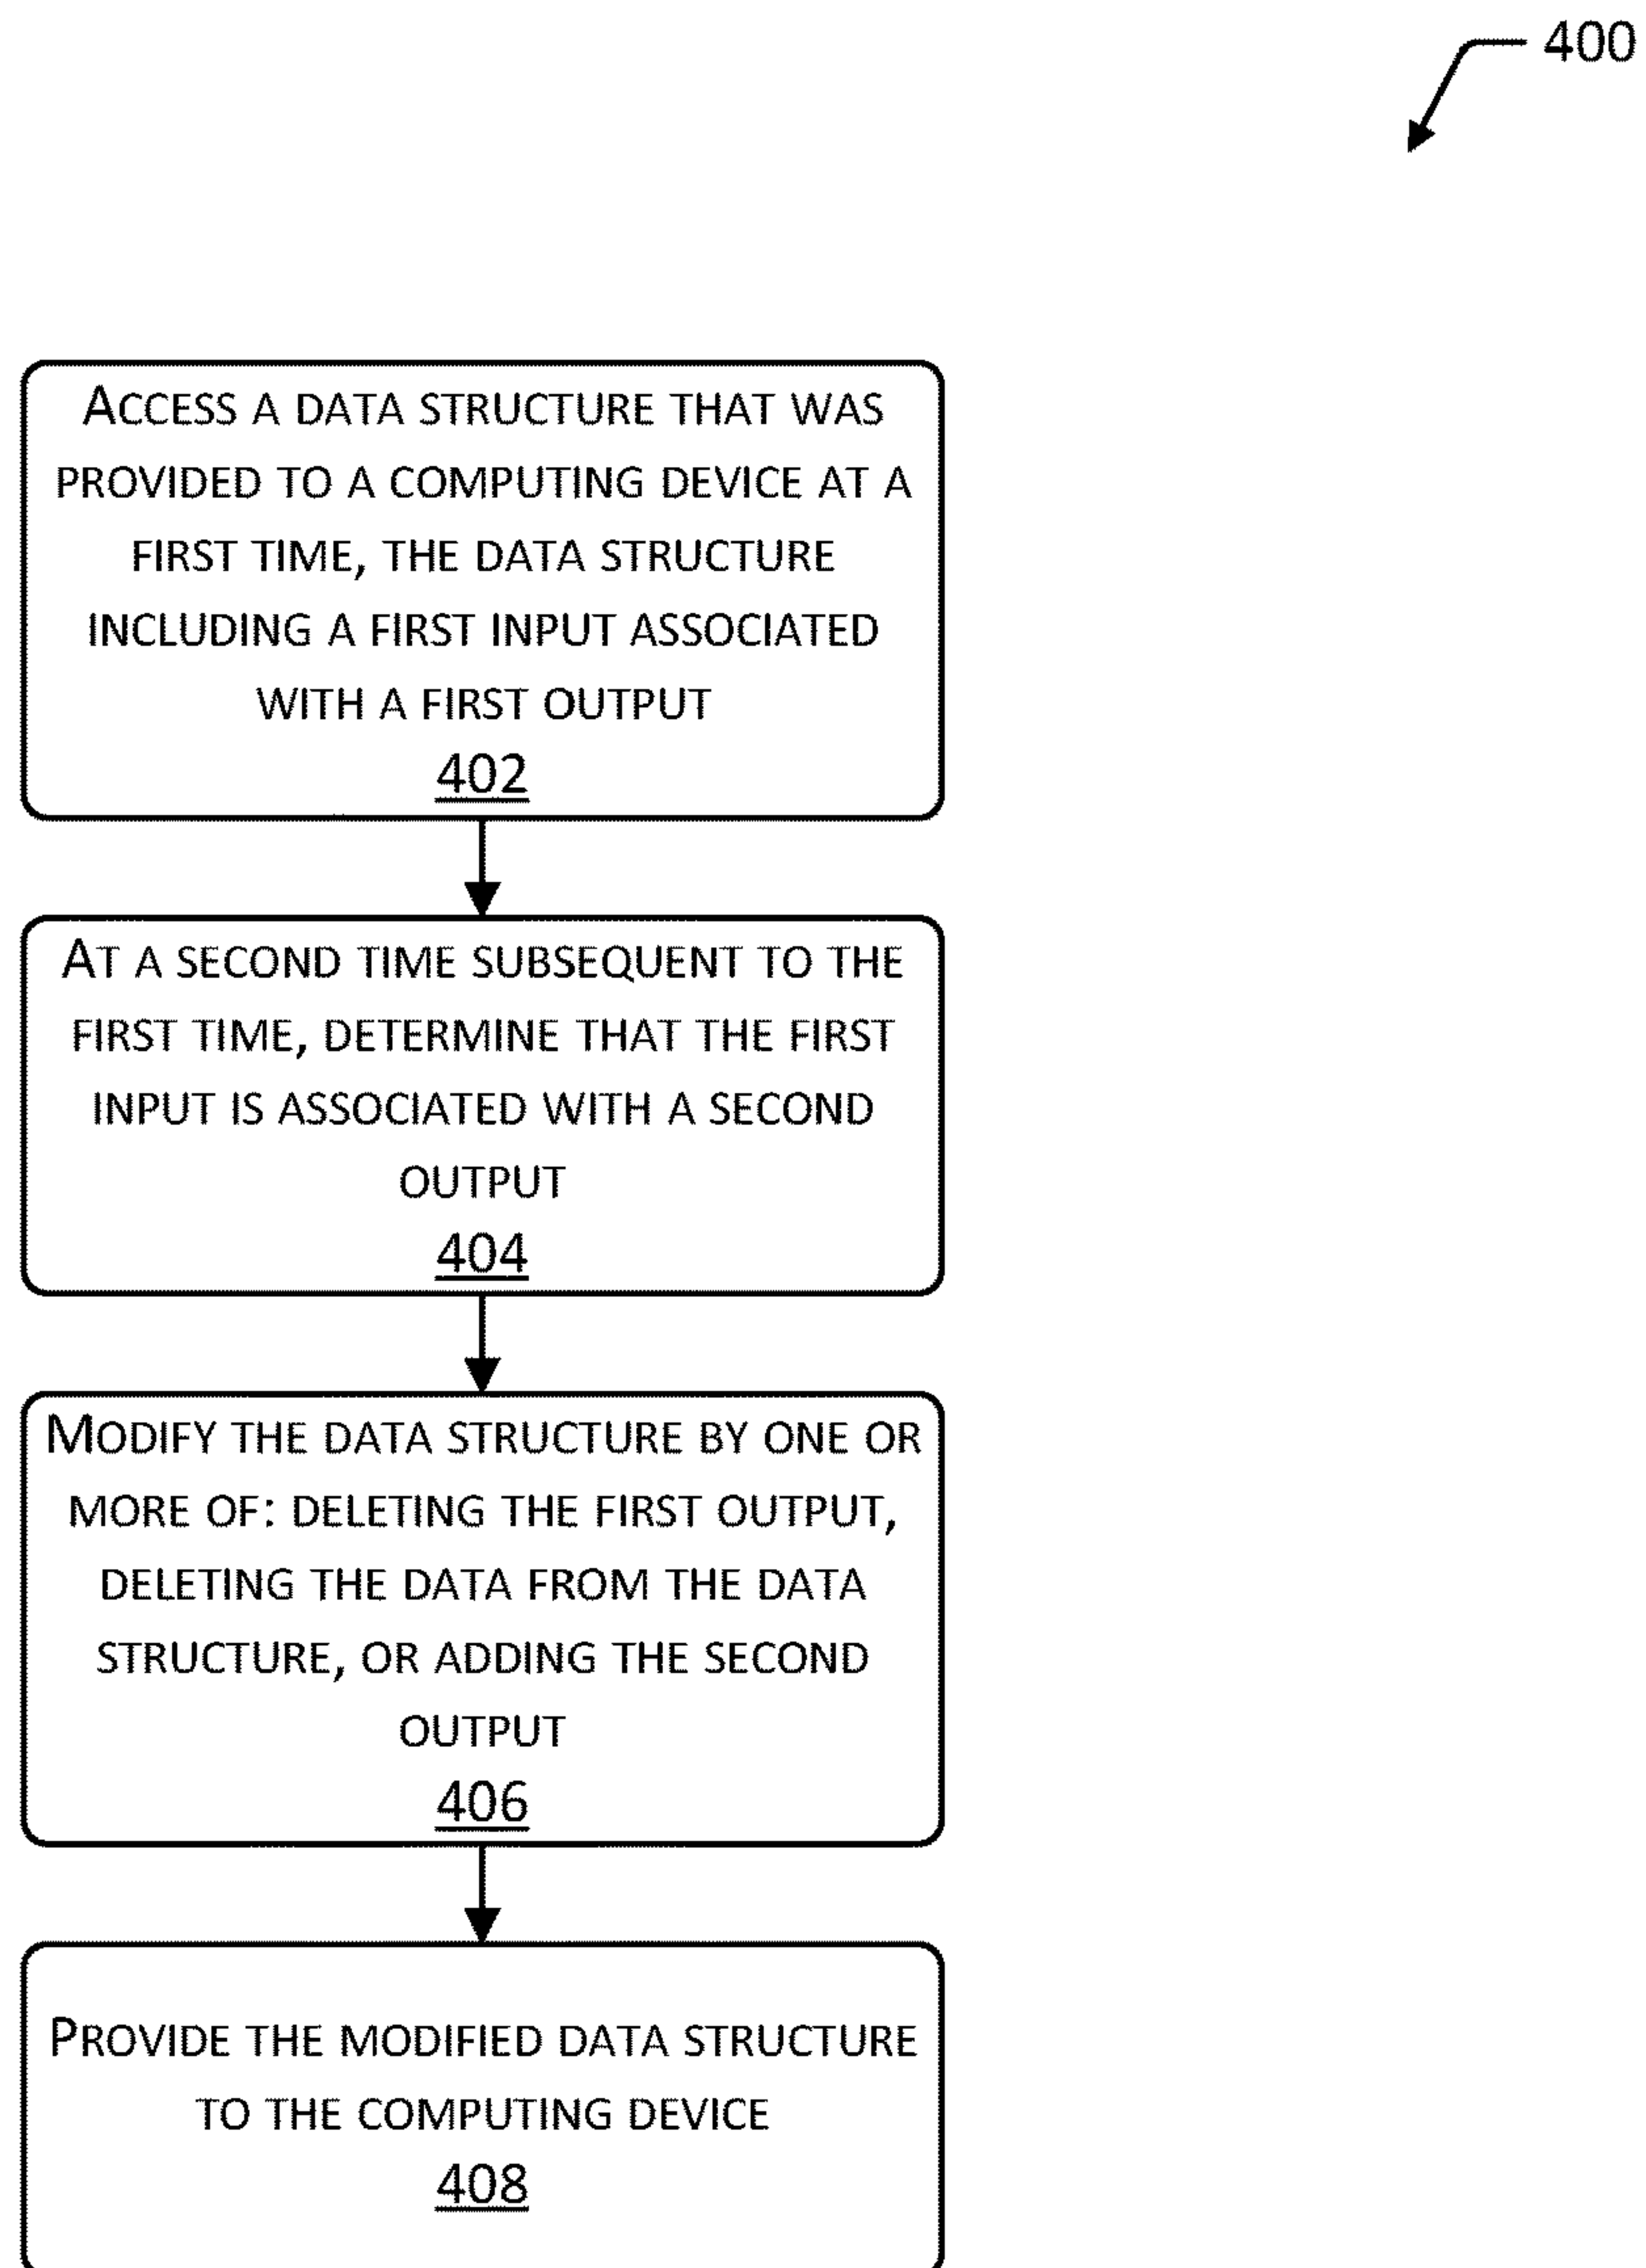 400
ACCESS A DATA STRUCTURE THAT WAS
PROVIDED TO A COMPUTING DEVICE AT A
FIRST TIME, THE DATA STRUCTURE
INCLUDING A FIRST INPUT ASSOCIATED
WITH A FIRST OUTPUT
402
AT A SECOND TIME SUBSEQUENT TO THE
FIRST TIME, DETERMINE THAT THE FIRST
INPUT IS ASSOCIATED WITH A SECOND
OUTPUT
404
MODIFY THE DATA STRUCTURE BY ONE OR
MORE OF: DELETING THE FIRST OUTPUT,
DELETING THE DATA FROM THE DATA
STRUCTURE, OR ADDING THE SECOND
OUTPUT
406
PROVIDE THE MODIFIED DATA STRUCTURE
TO THE COMPUTING DEVICE
408